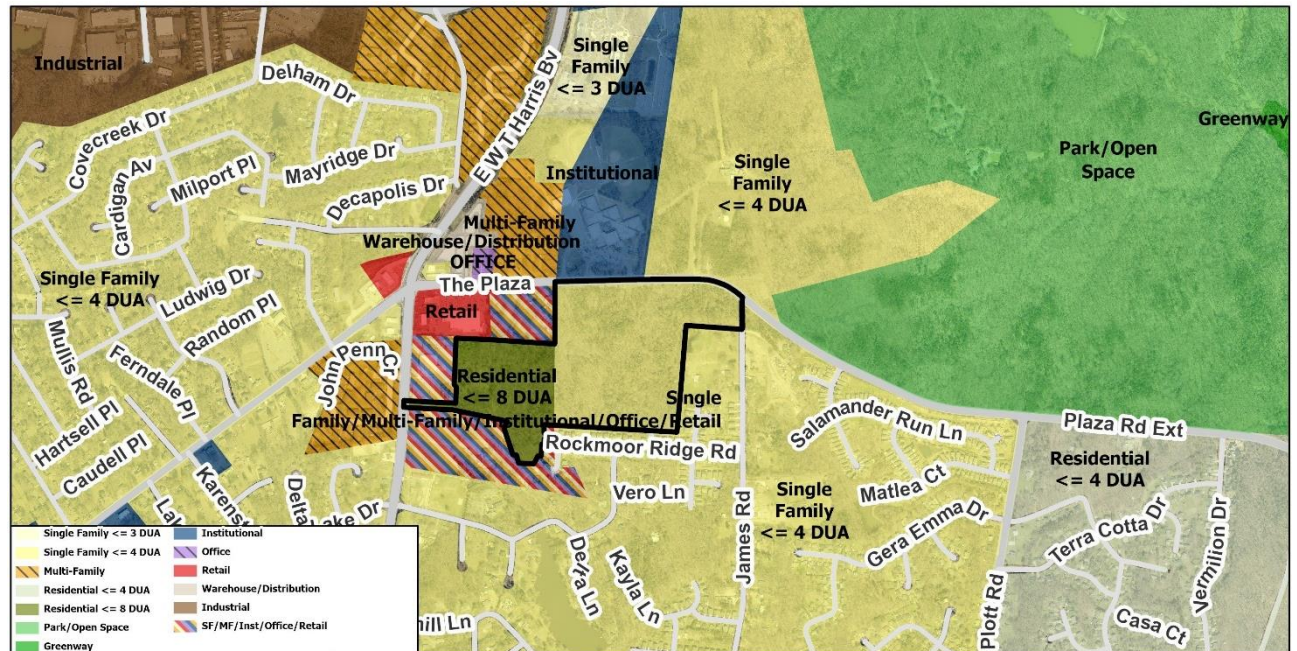 Industrial
Delham Dr
Covecreek Dr
Cardigan Av
Milport Pl
Mayridge Dr
Decapolis Dr
E W T Harris Bv
Single
Family
<= 3 DUA
Institutional
Single
Family
<= 4 DUA
Park/Open
Space
Greenway
Multi-Family
Warehouse/Distribution
OFFICE
The Plaza
Retail
Single Family
<= 4 DUA
Ludwig Dr
Random Pl
Mullis Rd
Ferndale Pl
John Penn Cr
Hartsell Pl
Caudell Pl
Residential
<= 8 DUA
Single
Family/Multi-Family/Institutional/Office/Retail
Rockmoor Ridge Rd
Vero Ln
Delta Ln
Kayla Ln
James Rd
Salamander Run Ln
Matlea Ct
Gera Emma Dr
Single
Family
<= 4 DUA
Plaza Rd Ext
Residential
<= 4 DUA
Terra Cotta Dr
Vermilion Dr
Casa Ct
Plott Rd
Single Family <= 3 DUA
Single Family <= 4 DUA
Multi-Family
Residential <= 4 DUA
Residential <= 8 DUA
Park/Open Space
Greenway
Institutional
Office
Retail
Warehouse/Distribution
Industrial
SF/MF/Inst/Office/Retail